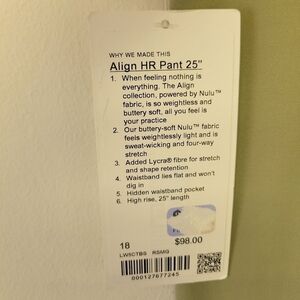 WHY WE MADE THIS
Align HR Pant 25"
1. When feeling nothing is
everything. The Align
collection, powered by Nulu™
fabric, is so weightless and
buttery soft, all you feel is
your practice
2. Our buttery-soft Nulu™ fabric
feels weightlessly light and is
sweat-wicking and four-way
stretch
3. Added Lycra® fibre for stretch
and shape retention
4. Waistband lies flat and won't
dig in
5. Hidden waistband pocket
6. High rise, 25" length
18
$98.00
LW5CTBS RSMG
000127677245